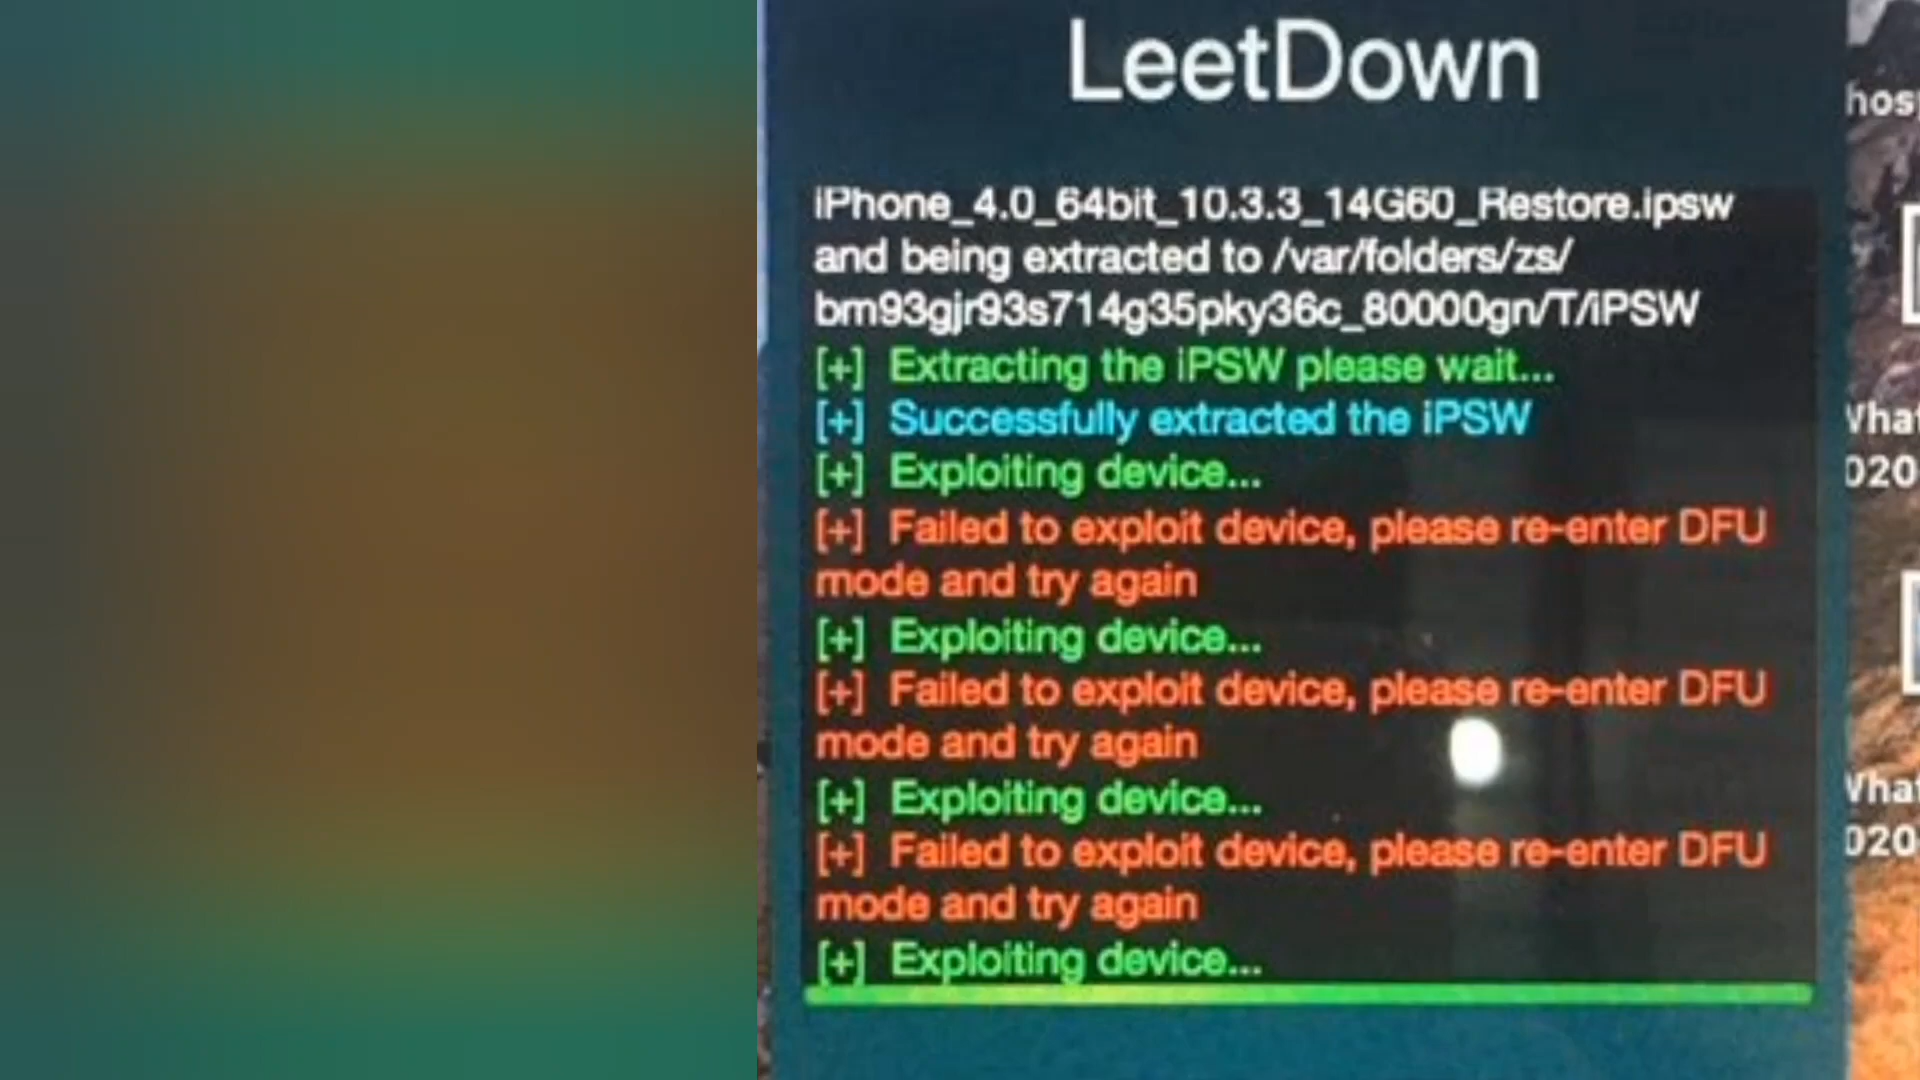 LeetDown
iPhone_4.0_64bit_10.3.3_14G60_Restore.ipsw
and being extracted to /var/folders/zs/
bm93gjr93s714g35pky36c_80000gn/T/iPSW
[+] Extracting the iPSW please wait...
[+] Successfully extracted the iPSW
[+] Exploiting device...
[+] Failed to exploit device, please re-enter DFU
mode and try again
[+] Exploiting device...
[+] Failed to exploit device, please re-enter DFU
mode and try again
[+] Exploiting device...
[+] Failed to exploit device, please re-enter DFU
mode and try again
[+] Exploiting device...